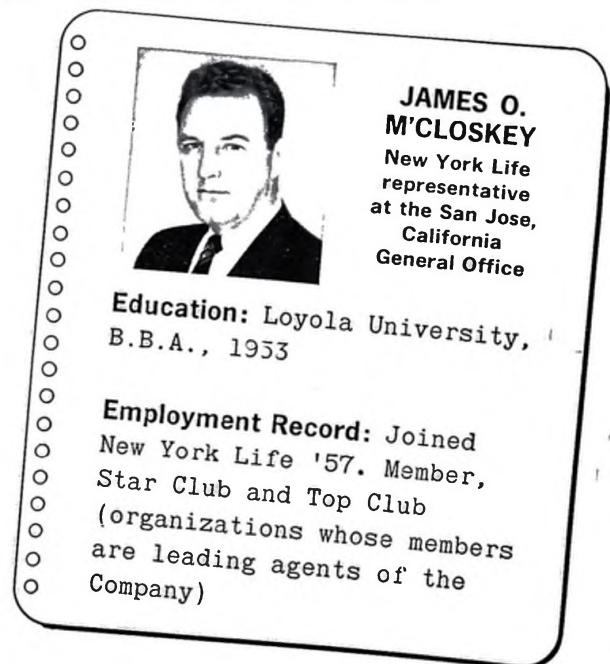 JAMES O.
M'CLOSKEY
New York Life
representative
at the San Jose,
California
General Office
Education: Loyola University,
B.B.A., 1953
Employment Record: Joined
New York Life '57. Member,
Star Club and Top Club
(organizations whose members
are leading agents of the
Company)